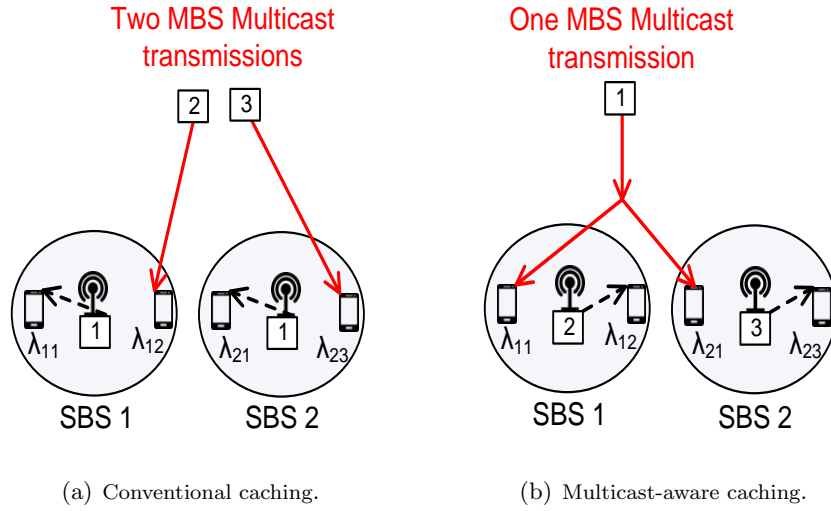 Two MBS Multicast
transmissions
2 3
1 1
λ11 λ12 λ21 λ23
SBS 1 SBS 2
(a) Conventional caching.
One MBS Multicast
transmission
1
2 3
λ11 λ12 λ21 λ23
SBS 1 SBS 2
(b) Multicast-aware caching.